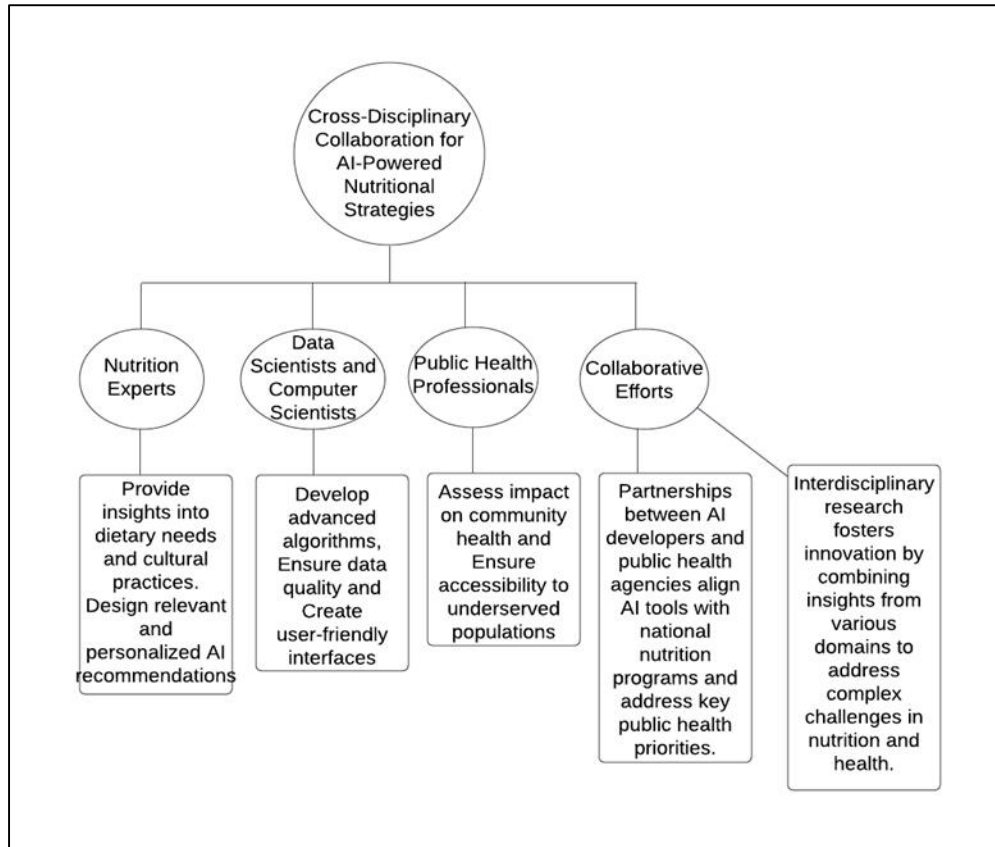 Cross-Disciplinary
Collaboration for
AI-Powered
Nutritional
Strategies
Nutrition
Experts
Data
Scientists and
Computer
Scientists
Public Health
Professionals
Collaborative
Efforts
Provide
insights into
dietary needs
and cultural
practices.
Design relevant
and
personalized AI
recommendations
Develop
advanced
algorithms,
Ensure data
quality and
Create
user-friendly
interfaces
Assess impact
on community
health and
Ensure
accessibility to
underserved
populations
Partnerships
between AI
developers and
public health
agencies align
AI tools with
national
nutrition
programs and
address key
public health
priorities.
Interdisciplinary
research
fosters
innovation by
combining
insights from
various
domains to
address
complex
challenges in
nutrition and
health.